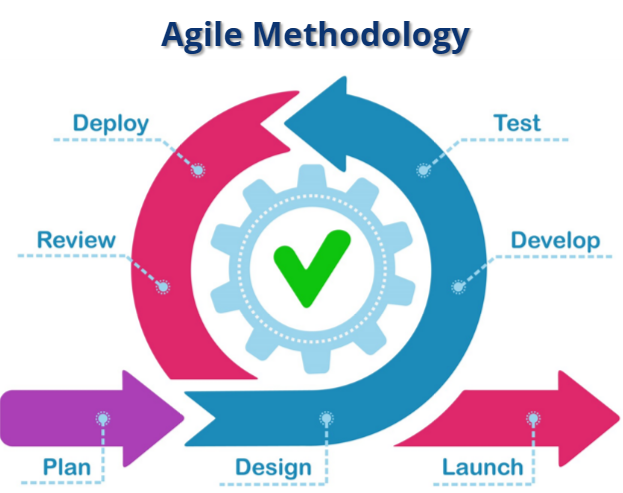 Agile Methodology
Deploy
Test
Review
Develop
Plan
Design
Launch